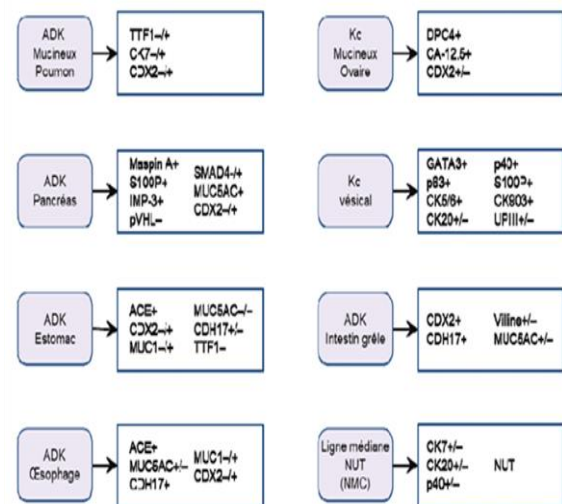 ADK
Mucineux
Poumon
TTF1–/+
CK7–/+
CDX2–/+
Kc
Mucineux
Ovaire
DPC4+
CA-12.5+
CDX2+/–
ADK
Pancréas
Maspin A+
S100P+
IMP-3+
pVHL–
SMAD4-/+
MUC5AC+
CDX2–/+
Kc
vésical
GATA3+
p63+
CK5/6+
CK20+/–
p40+
S100P+
CK903+
UPIII+/–
ADK
Estomac
ACE+
CDX2–/+
MUC1–/+
MUC5AC–/–
CDH17+/–
TTF1–
ADK
Intestin grêle
CDX2+
CDH17+
Villine+/–
MUC5AC+/–
ADK
Œsophage
ACE+
MUC5AC+/–
CDH17+
MUC1–/+
CDX2–/+
Ligne médiane
NUT
(NMC)
CK7+/–
CK20+/–
p40+/–
NUT